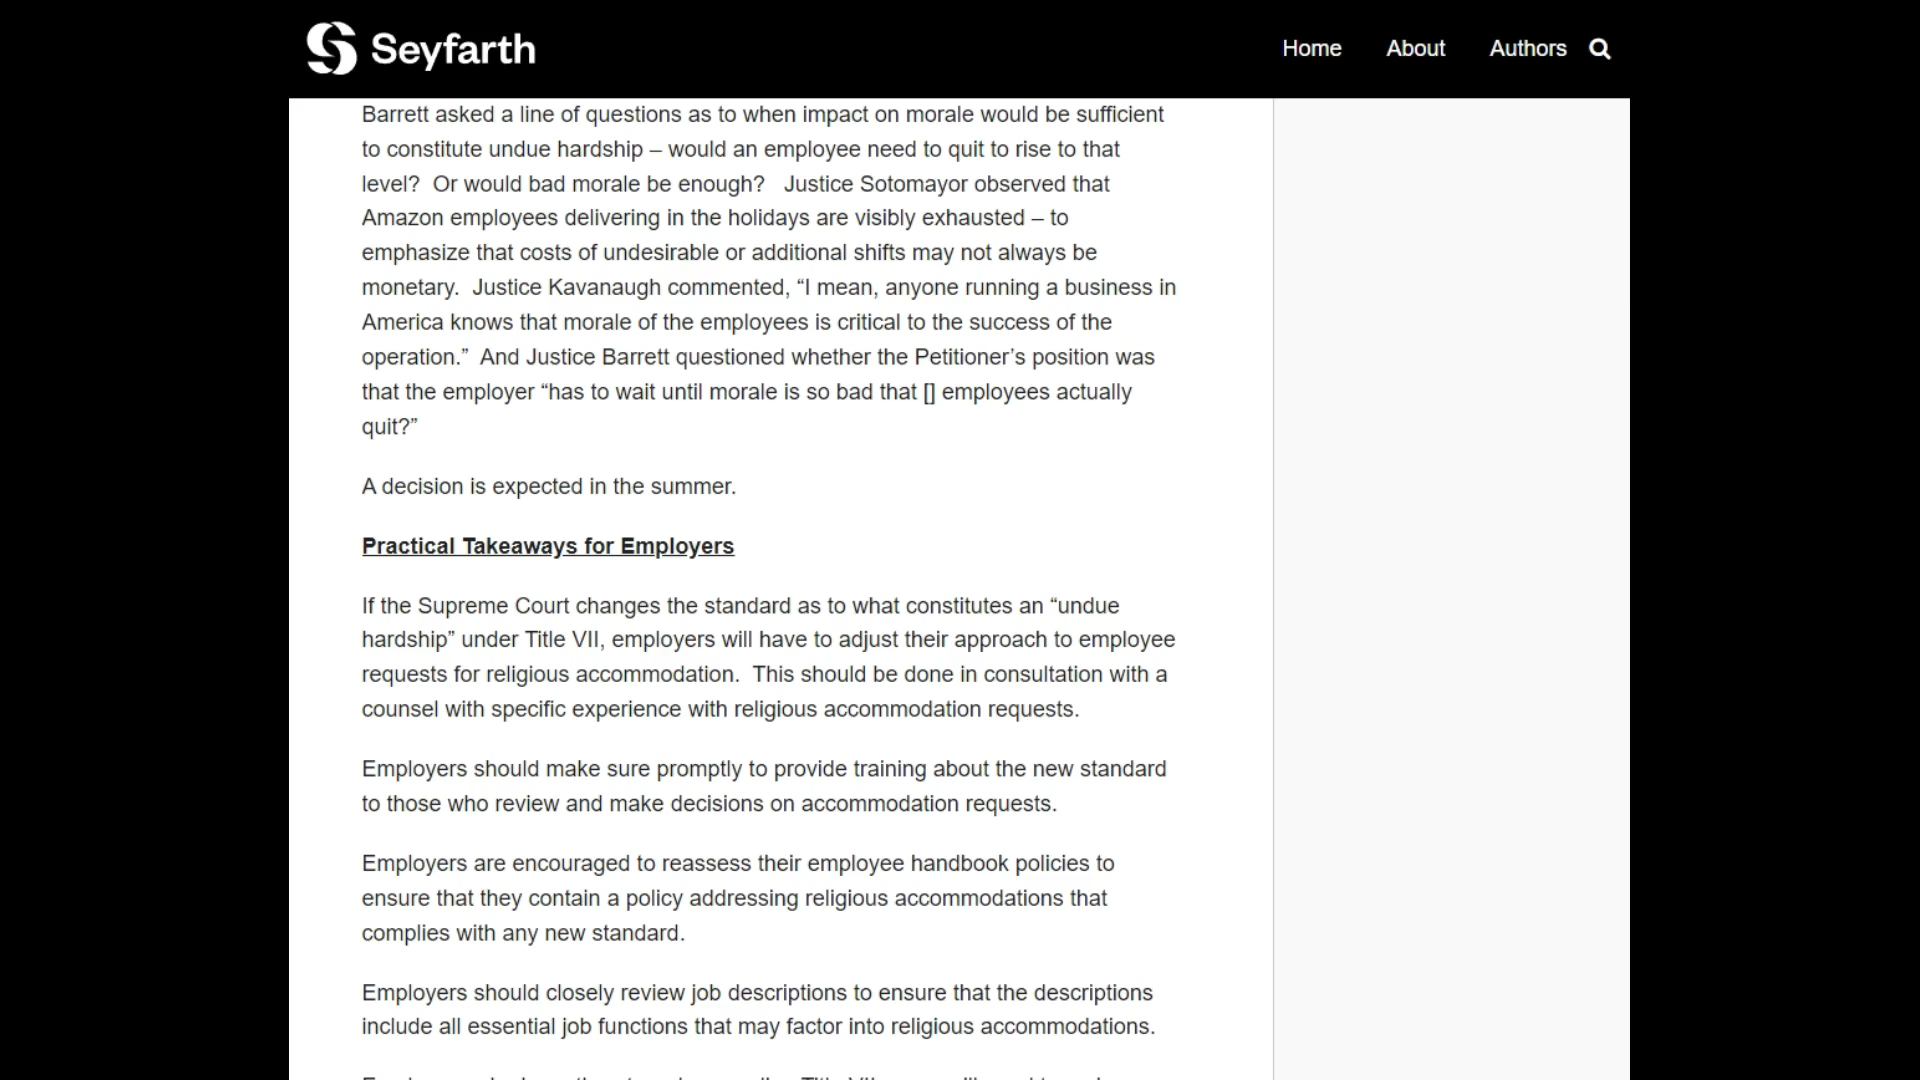 Seyfarth
Home About Authors
Barrett asked a line of questions as to when impact on morale would be sufficient
to constitute undue hardship – would an employee need to quit to rise to that
level?  Or would bad morale be enough?   Justice Sotomayor observed that
Amazon employees delivering in the holidays are visibly exhausted – to
emphasize that costs of undesirable or additional shifts may not always be
monetary.  Justice Kavanaugh commented, “I mean, anyone running a business in
America knows that morale of the employees is critical to the success of the
operation.”  And Justice Barrett questioned whether the Petitioner’s position was
that the employer “has to wait until morale is so bad that [] employees actually
quit?”
A decision is expected in the summer.
Practical Takeaways for Employers
If the Supreme Court changes the standard as to what constitutes an “undue
hardship” under Title VII, employers will have to adjust their approach to employee
requests for religious accommodation.  This should be done in consultation with a
counsel with specific experience with religious accommodation requests.
Employers should make sure promptly to provide training about the new standard
to those who review and make decisions on accommodation requests.
Employers are encouraged to reassess their employee handbook policies to
ensure that they contain a policy addressing religious accommodations that
complies with any new standard.
Employers should closely review job descriptions to ensure that the descriptions
include all essential job functions that may factor into religious accommodations.